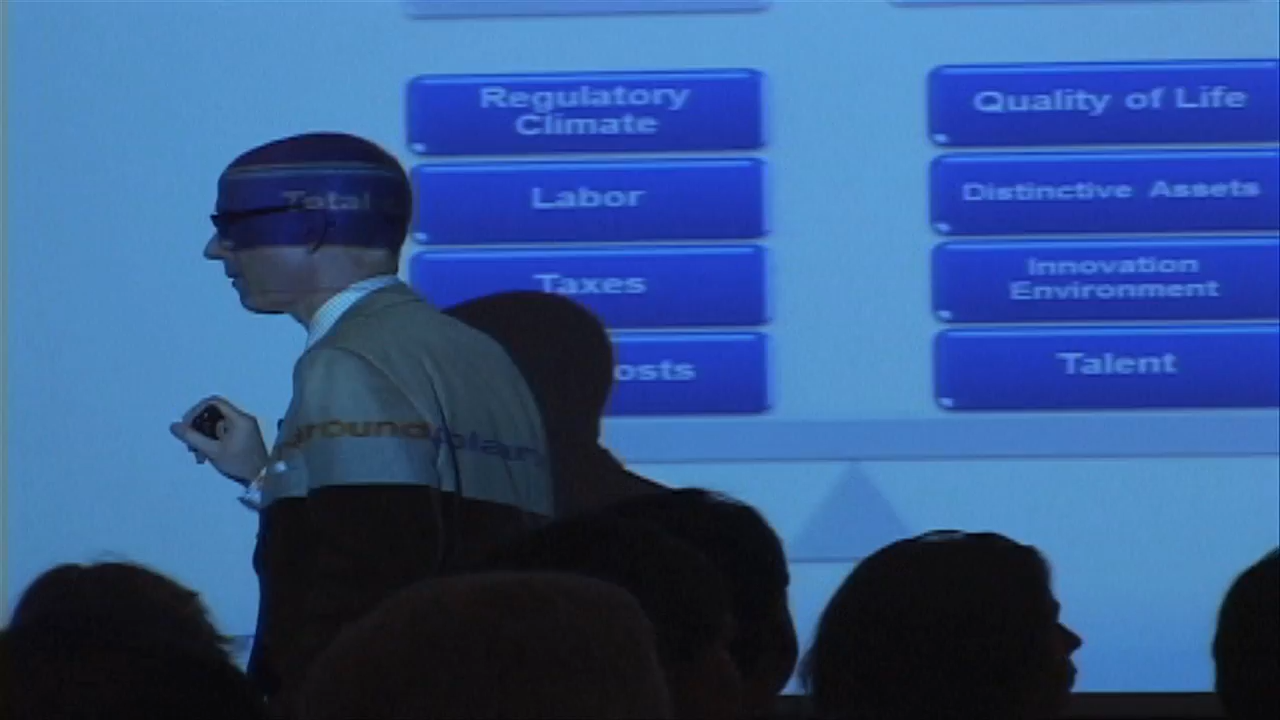 Regulatory
Climate
Labor
Taxes
Total
osts
Quality of Life
Distinctive Assets
Innovation
Environment
Talent